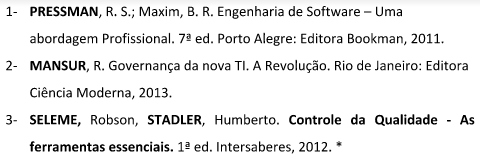 1- PRESSMAN, R. S.; Maxim, B. R. Engenharia de Software – Uma
abordagem Profissional. 7ª ed. Porto Alegre: Editora Bookman, 2011.
2- MANSUR, R. Governança da nova TI. A Revolução. Rio de Janeiro: Editora
Ciência Moderna, 2013.
3- SELEME, Robson, STADLER, Humberto. Controle da Qualidade - As
ferramentas essenciais. 1ª ed. Intersaberes, 2012. *